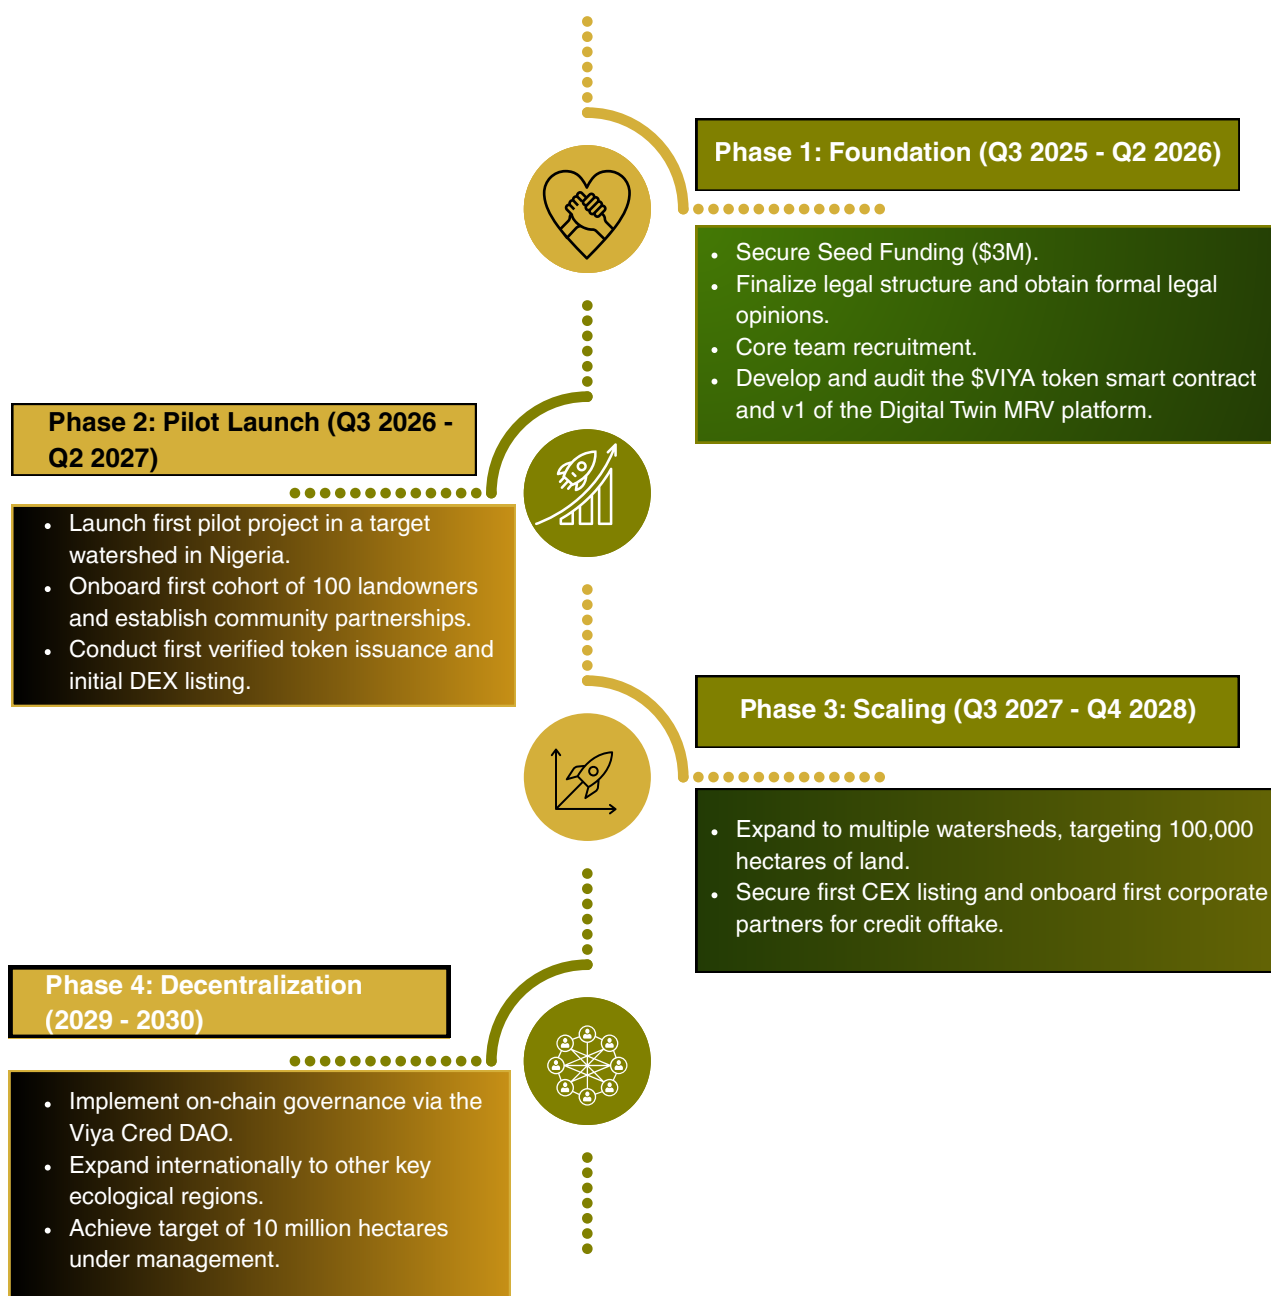 Phase 1: Foundation (Q3 2025 - Q2 2026)
• Secure Seed Funding ($3M).
• Finalize legal structure and obtain formal legal
opinions.
• Core team recruitment.
• Develop and audit the $VIYA token smart contract
and v1 of the Digital Twin MRV platform.
Phase 2: Pilot Launch (Q3 2026 -
Q2 2027)
• Launch first pilot project in a target
watershed in Nigeria.
• Onboard first cohort of 100 landowners
and establish community partnerships.
• Conduct first verified token issuance and
initial DEX listing.
Phase 3: Scaling (Q3 2027 - Q4 2028)
• Expand to multiple watersheds, targeting 100,000
hectares of land.
• Secure first CEX listing and onboard first corporate
partners for credit offtake.
Phase 4: Decentralization
(2029 - 2030)
• Implement on-chain governance via the
Viya Cred DAO.
• Expand internationally to other key
ecological regions.
• Achieve target of 10 million hectares
under management.